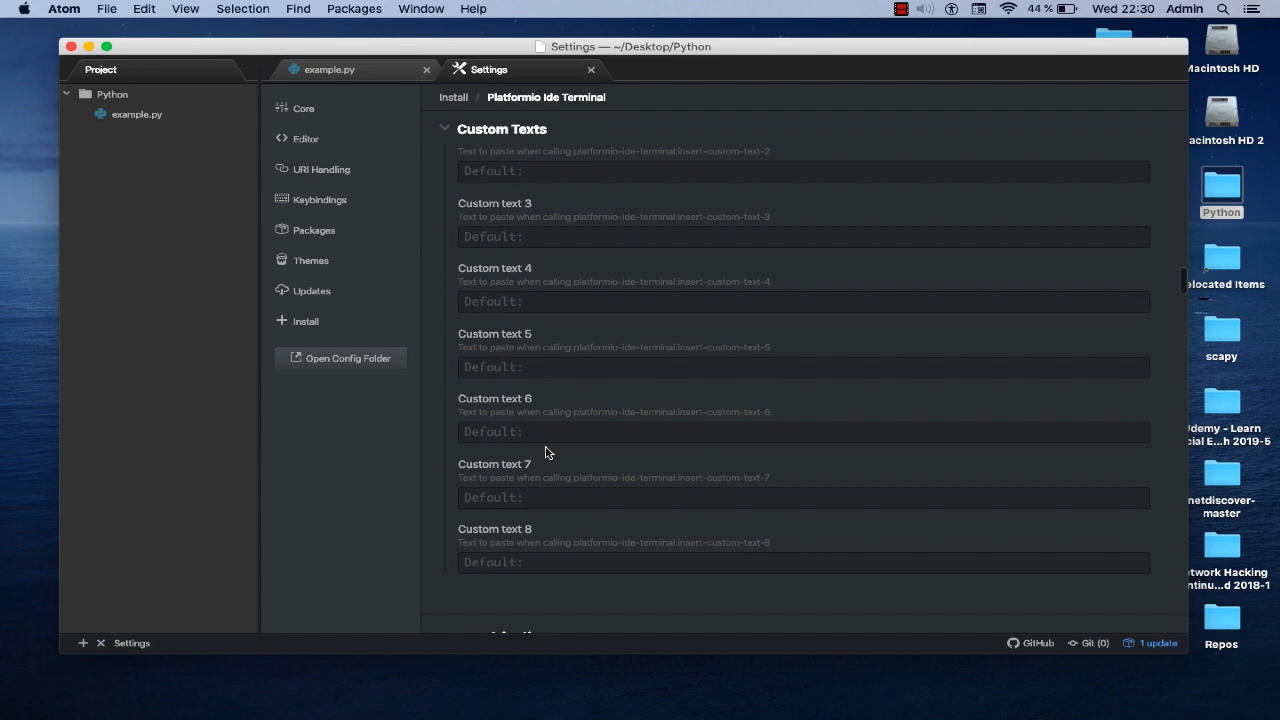 Atom File Edit View Selection Find Packages Window Help 44 % Wed 22:30 Admin
Settings — ~/Desktop/Python
Project example.py Settings
Python
example.py
Core
Editor
URI Handling
Keybindings
Packages
Themes
Updates
Install
Open Config Folder
Install / Platformio Ide Terminal
Custom Texts
Text to paste when calling platformio-ide-terminal:insert-custom-text-2
Default:
Custom text 3
Text to paste when calling platformio-ide-terminal:insert-custom-text-3
Default:
Custom text 4
Text to paste when calling platformio-ide-terminal:insert-custom-text-4
Default:
Custom text 5
Text to paste when calling platformio-ide-terminal:insert-custom-text-5
Default:
Custom text 6
Text to paste when calling platformio-ide-terminal:insert-custom-text-6
Default:
Custom text 7
Text to paste when calling platformio-ide-terminal:insert-custom-text-7
Default:
Custom text 8
Text to paste when calling platformio-ide-terminal:insert-custom-text-8
Default:
+ × Settings
GitHub Git (0) 1 update
Macintosh HD
acintosh HD 2
Python
elocated Items
scapy
Udemy - Learn
cial E...h 2019-5
netdiscover-
master
twork Hacking
ontinu...d 2018-1
Repos